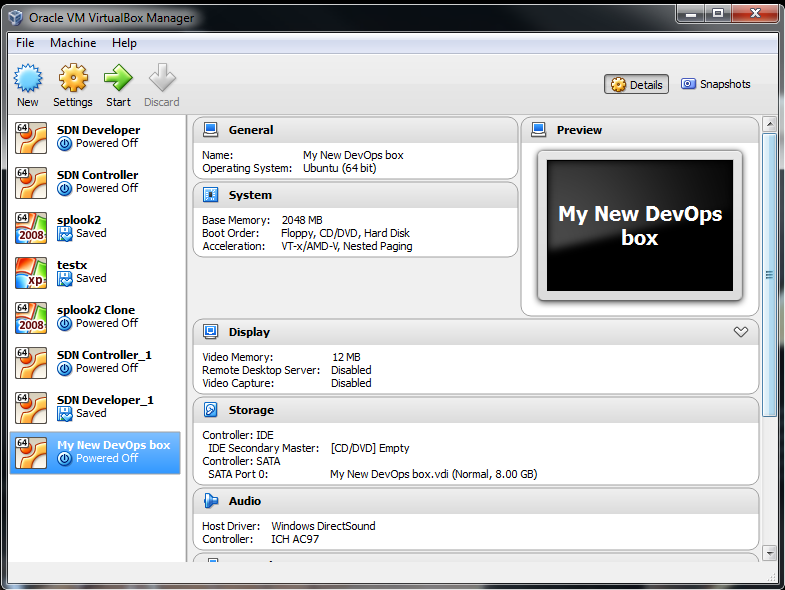 Oracle VM VirtualBox Manager
File Machine Help
New Settings Start Discard
Details Snapshots
64
SDN Developer
Powered Off
64
SDN Controller
Powered Off
64
2008
splook2
Saved
xp
testx
Saved
64
2008
splook2 Clone
Powered Off
64
SDN Controller_1
Powered Off
64
SDN Developer_1
Saved
64
My New DevOps box
Powered Off
General
Name: My New DevOps box
Operating System: Ubuntu (64 bit)
System
Base Memory: 2048 MB
Boot Order: Floppy, CD/DVD, Hard Disk
Acceleration: VT-x/AMD-V, Nested Paging
Preview
My New DevOps
box
Display
Video Memory: 12 MB
Remote Desktop Server: Disabled
Video Capture: Disabled
Storage
Controller: IDE
IDE Secondary Master: [CD/DVD] Empty
Controller: SATA
SATA Port 0: My New DevOps box.vdi (Normal, 8.00 GB)
Audio
Host Driver: Windows DirectSound
Controller: ICH AC97